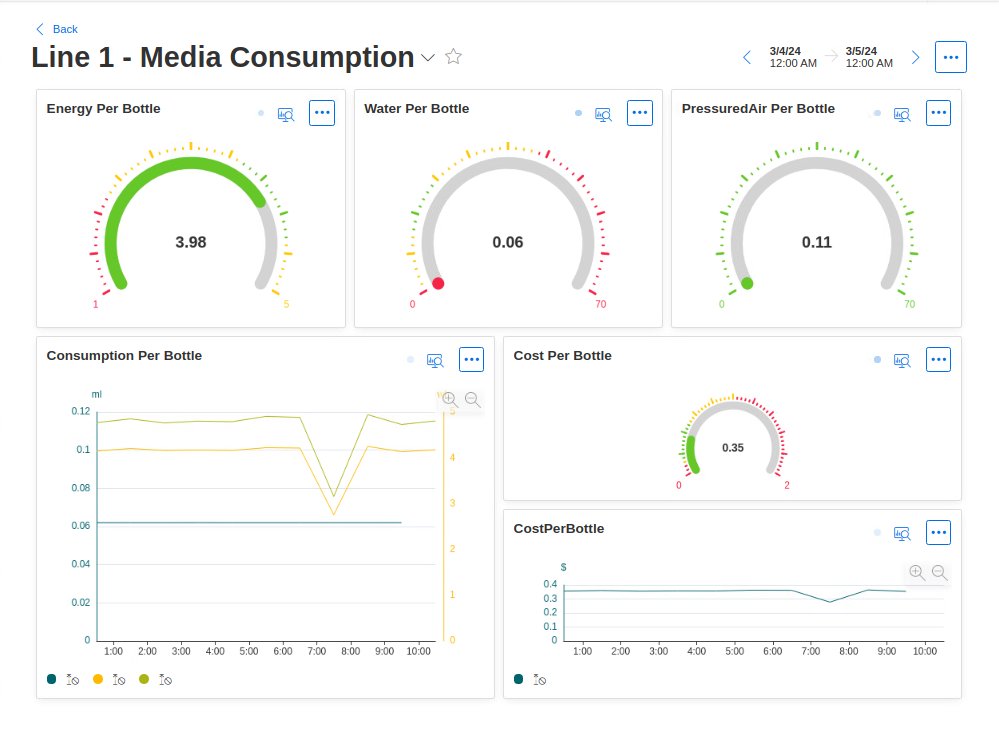 Back
Line 1 - Media Consumption
3/4/24
12:00 AM
3/5/24
12:00 AM
Energy Per Bottle
3.98
1
5
Water Per Bottle
0.06
0
70
PressuredAir Per Bottle
0.11
0
70
Consumption Per Bottle
ml
0.12
0.1
0.08
0.06
0.04
0.02
0
5
4
3
2
1
0
1:00 2:00 3:00 4:00 5:00 6:00 7:00 8:00 9:00 10:00
Cost Per Bottle
0.35
0
2
CostPerBottle
$
0.4
0.3
0.2
0.1
0
1:00 2:00 3:00 4:00 5:00 6:00 7:00 8:00 9:00 10:00